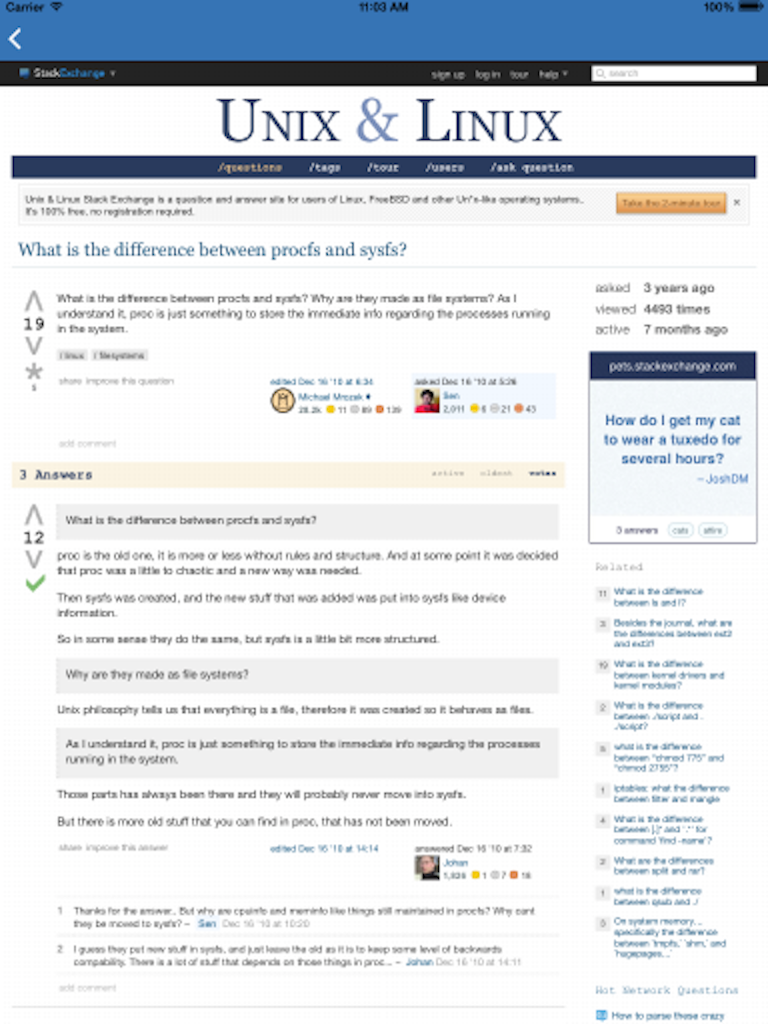 Carrier 11:03 AM 100%
StackExchange sign up log in tour help search
UNIX & LINUX
/questions /tags /tour /users /ask question
Unix & Linux Stack Exchange is a question and answer site for users of Linux, FreeBSD and other Un*x-like operating systems..
It's 100% free, no registration required.
Take the 2-minute tour ×
What is the difference between procfs and sysfs?
19
What is the difference between procfs and sysfs? Why are they made as file systems? As I
understand it, proc is just something to store the immediate info regarding the processes running
in the system.
5
/ linux / filesystems
share improve this question
edited Dec 16 '10 at 6:34
Michael Mrozek ♦
11 89 139
asked Dec 16 '10 at 5:26
Sen
2,011 6 21 43
add comment
asked 3 years ago
viewed 4493 times
active 7 months ago
pets.stackexchange.com
How do I get my cat
to wear a tuxedo for
several hours?
– JoshDM
3 answers cats attire
3 Answers active oldest votes
12
What is the difference between procfs and sysfs?
proc is the old one, it is more or less without rules and structure. And at some point it was decided
that proc was a little to chaotic and a new way was needed.
Then sysfs was created, and the new stuff that was added was put into sysfs like device
information.
So in some sense they do the same, but sysfs is a little bit more structured.
Why are they made as file systems?
Unix philosophy tells us that everything is a file, therefore it was created so it behaves as files.
As I understand it, proc is just something to store the immediate info regarding the processes
running in the system.
Those parts has always been there and they will probably never move into sysfs.
But there is more old stuff that you can find in proc, that has not been moved.
share improve this answer
edited Dec 16 '10 at 14:14
answered Dec 16 '10 at 7:32
Johan
1 7 18
1 Thanks for the answer.. But why are cpuinfo and meminfo like things still maintained in procfs? Why cant
they be moved to sysfs? – Sen Dec 16 '10 at 10:20
2 I guess they put new stuff in sysfs, and just leave the old as it is to keep some level of backwards
compability. There is a lot of stuff that depends on those things in proc... – Johan Dec 16 '10 at 14:11
add comment
Related
11 What is the difference
between ls and l?
3 Besides the journal, what are
the differences between ext2
and ext3?
19 What is the difference
between kernel drivers and
kernel modules?
2 What is the difference
between ./script and .
./script?
what is the difference
between "chmod 775" and
"chmod 2755"?
1 iptables: what the difference
between filter and mangle
4 What is the difference
for
command 'find -name'?
2 What are the differences
between split and rar?
1 what is the difference
between qsub and ./
5 On system memory...
specifically the difference
between 'tmpfs,' 'shm,' and
'hugepages...'
Hot Network Questions
How to parse these crazy